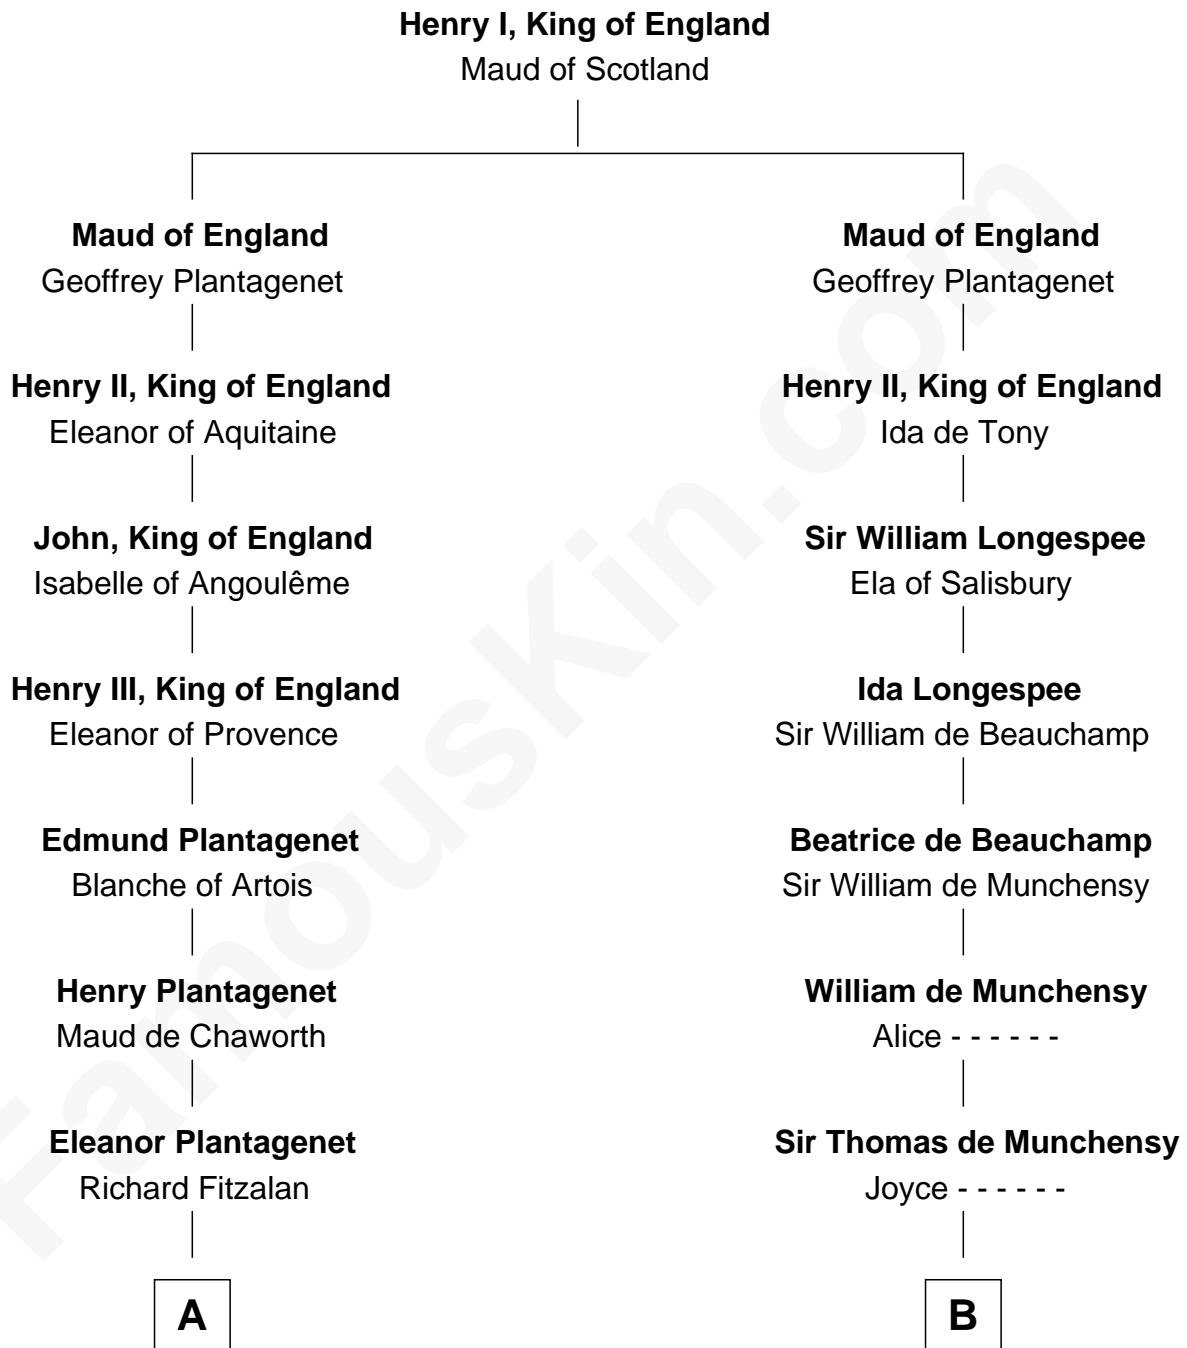 Henry I, King of England
Maud of Scotland
Maud of England
Geoffrey Plantagenet
Maud of England
Geoffrey Plantagenet
Henry II, King of England
Eleanor of Aquitaine
Henry II, King of England
Ida de Tony
John, King of England
Isabelle of Angoulême
Sir William Longespee
Ela of Salisbury
Henry III, King of England
Eleanor of Provence
Ida Longespee
Sir William de Beauchamp
Edmund Plantagenet
Blanche of Artois
Beatrice de Beauchamp
Sir William de Munchensy
Henry Plantagenet
Maud de Chaworth
William de Munchensy
Alice - - - - - -
Eleanor Plantagenet
Richard Fitzalan
Sir Thomas de Munchensy
Joyce - - - - - -
A
B
FamousKin.com